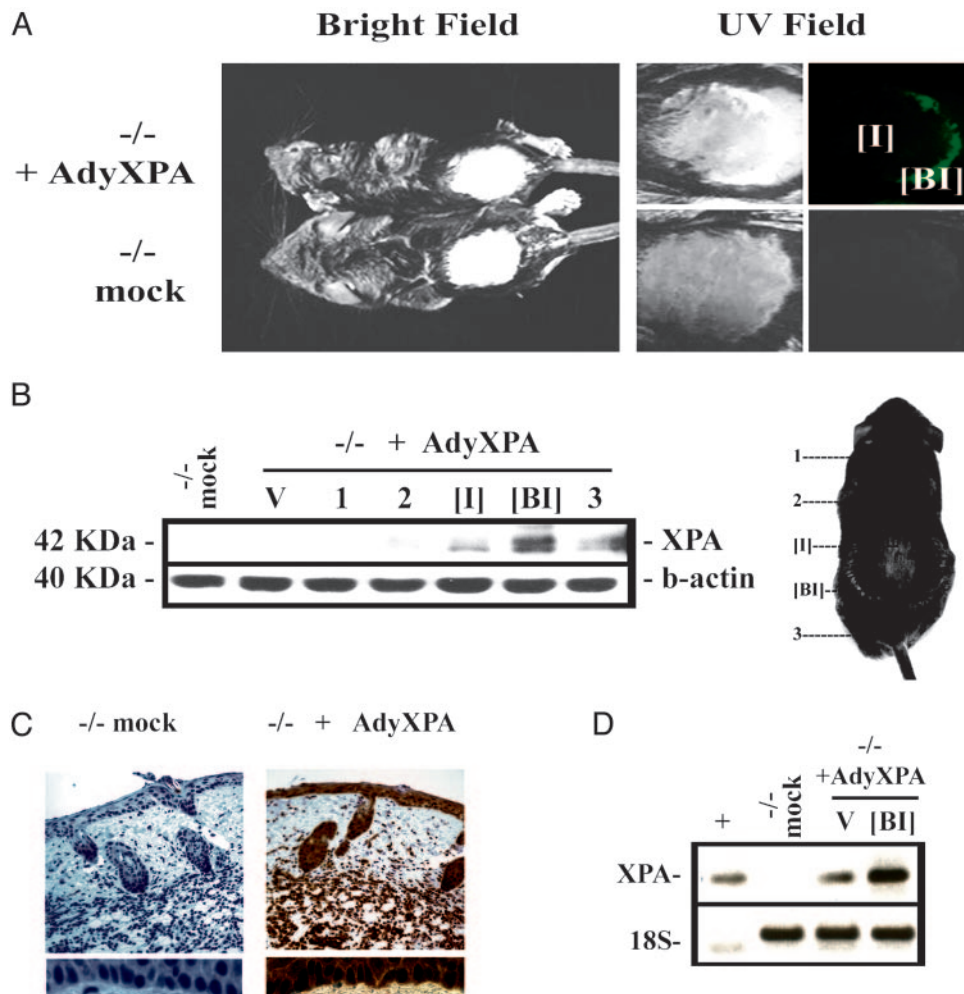 A
Bright Field
UV Field
-/-
+ AdyXPA
-/-
mock
[I]
[BI]
B
-/- mock
-/- + AdyXPA
V 1 2 [I] [BI] 3
42 KDa - - XPA
40 KDa - - b-actin
1
2
[I]
[BI]
3
C
-/- mock
-/- + AdyXPA
D
-/-
+AdyXPA
+ -/- mock V [BI]
XPA-
18S-